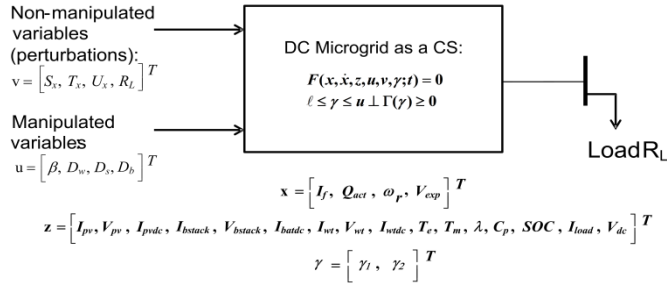 Non-manipulated
variables
(perturbations):
v = [S_x, T_x, U_x, R_L]^T
Manipulated
variables
u = [β, D_w, D_s, D_b]^T
DC Microgrid as a CS:
F(x,ẋ,z,u,v,γ;t) = 0
ℓ ≤ γ ≤ u ⊥ Γ(γ) ≥ 0
Load R_L
x = [I_f, Q_act, ω_r, V_exp]^T
z = [I_pv, V_pv, I_pvdc, I_bstack, V_bstack, I_batdc, I_wt, V_wt, I_wtdc, T_e, T_m, λ, C_p, SOC, I_load, V_dc]^T
γ = [γ_1, γ_2]^T